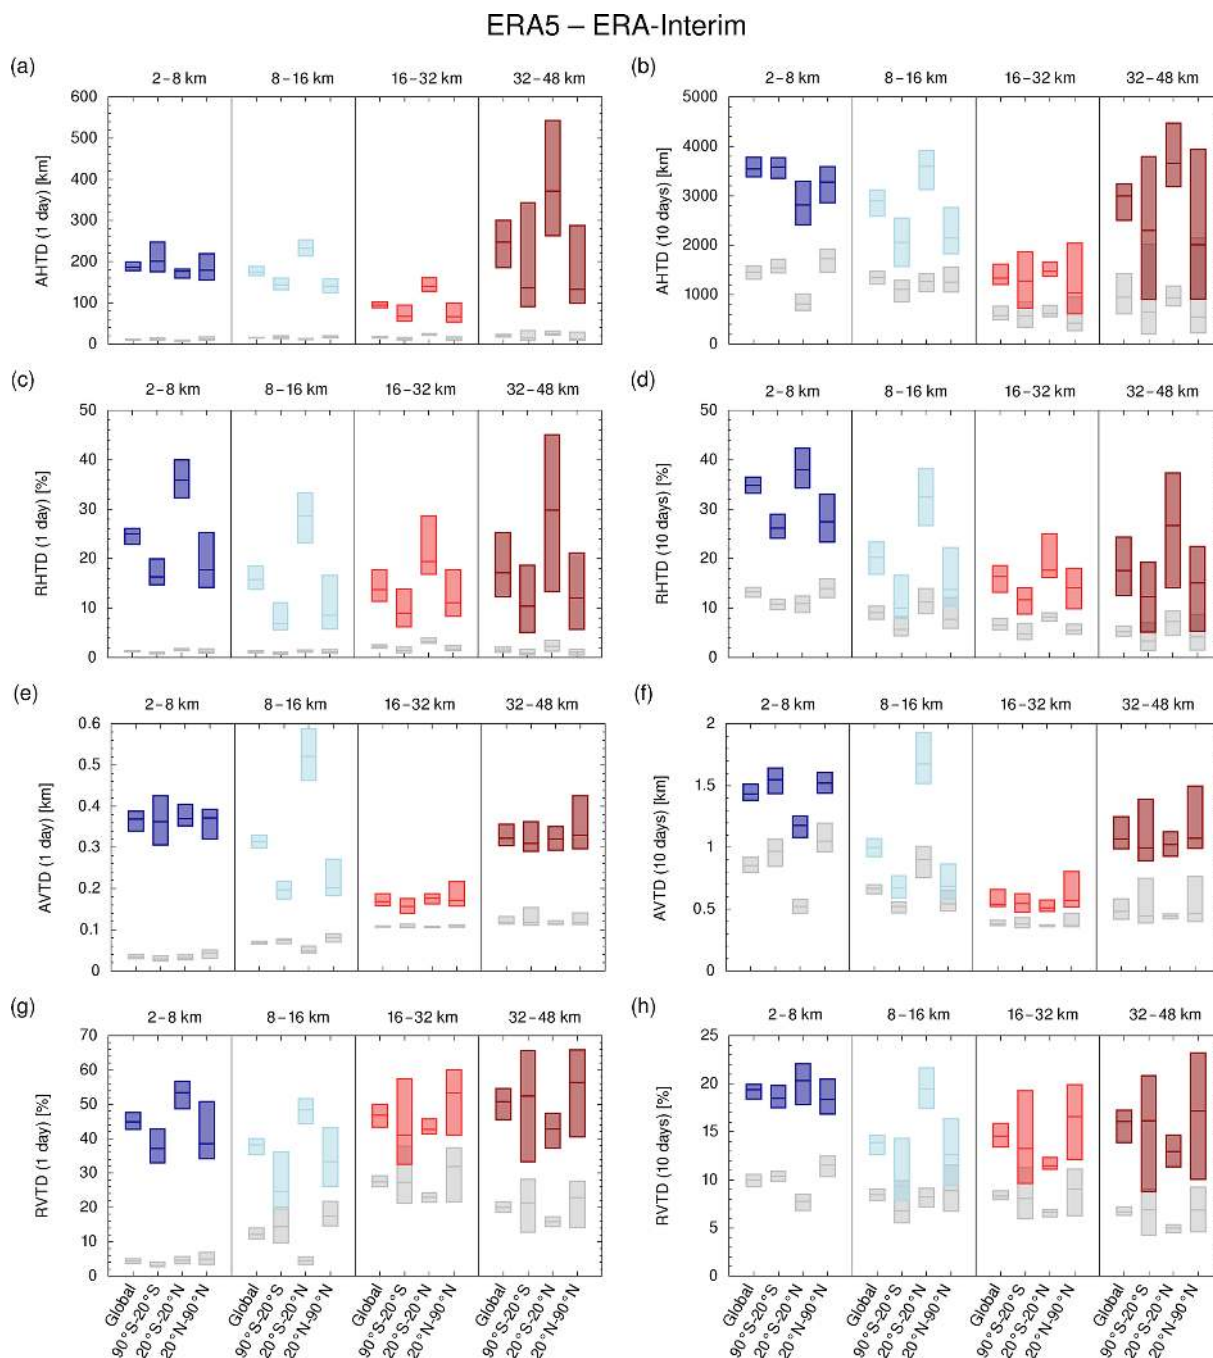 ERA5 – ERA-Interim
(a)
2–8 km 8–16 km 16–32 km 32–48 km
AHTD (1 day) [km]
600
500
400
300
200
100
0
(b)
2–8 km 8–16 km 16–32 km 32–48 km
AHTD (10 days) [km]
5000
4000
3000
2000
1000
0
(c)
2–8 km 8–16 km 16–32 km 32–48 km
RHTD (1 day) [%]
50
40
30
20
10
0
(d)
2–8 km 8–16 km 16–32 km 32–48 km
RHTD (10 days) [%]
50
40
30
20
10
0
(e)
2–8 km 8–16 km 16–32 km 32–48 km
AVTD (1 day) [km]
0.6
0.5
0.4
0.3
0.2
0.1
0
(f)
2–8 km 8–16 km 16–32 km 32–48 km
AVTD (10 days) [km]
2
1.5
1
0.5
0
(g)
2–8 km 8–16 km 16–32 km 32–48 km
RVTD (1 day) [%]
70
60
50
40
30
20
10
0
Global
90°S-20°S
20°S-20°N
20°N-90°N
Global
90°S-20°S
20°S-20°N
20°N-90°N
Global
90°S-20°S
20°S-20°N
20°N-90°N
Global
90°S-20°S
20°S-20°N
20°N-90°N
(h)
2–8 km 8–16 km 16–32 km 32–48 km
RVTD (10 days) [%]
25
20
15
10
5
0
Global
90°S-20°S
20°S-20°N
20°N-90°N
Global
90°S-20°S
20°S-20°N
20°N-90°N
Global
90°S-20°S
20°S-20°N
20°N-90°N
Global
90°S-20°S
20°S-20°N
20°N-90°N